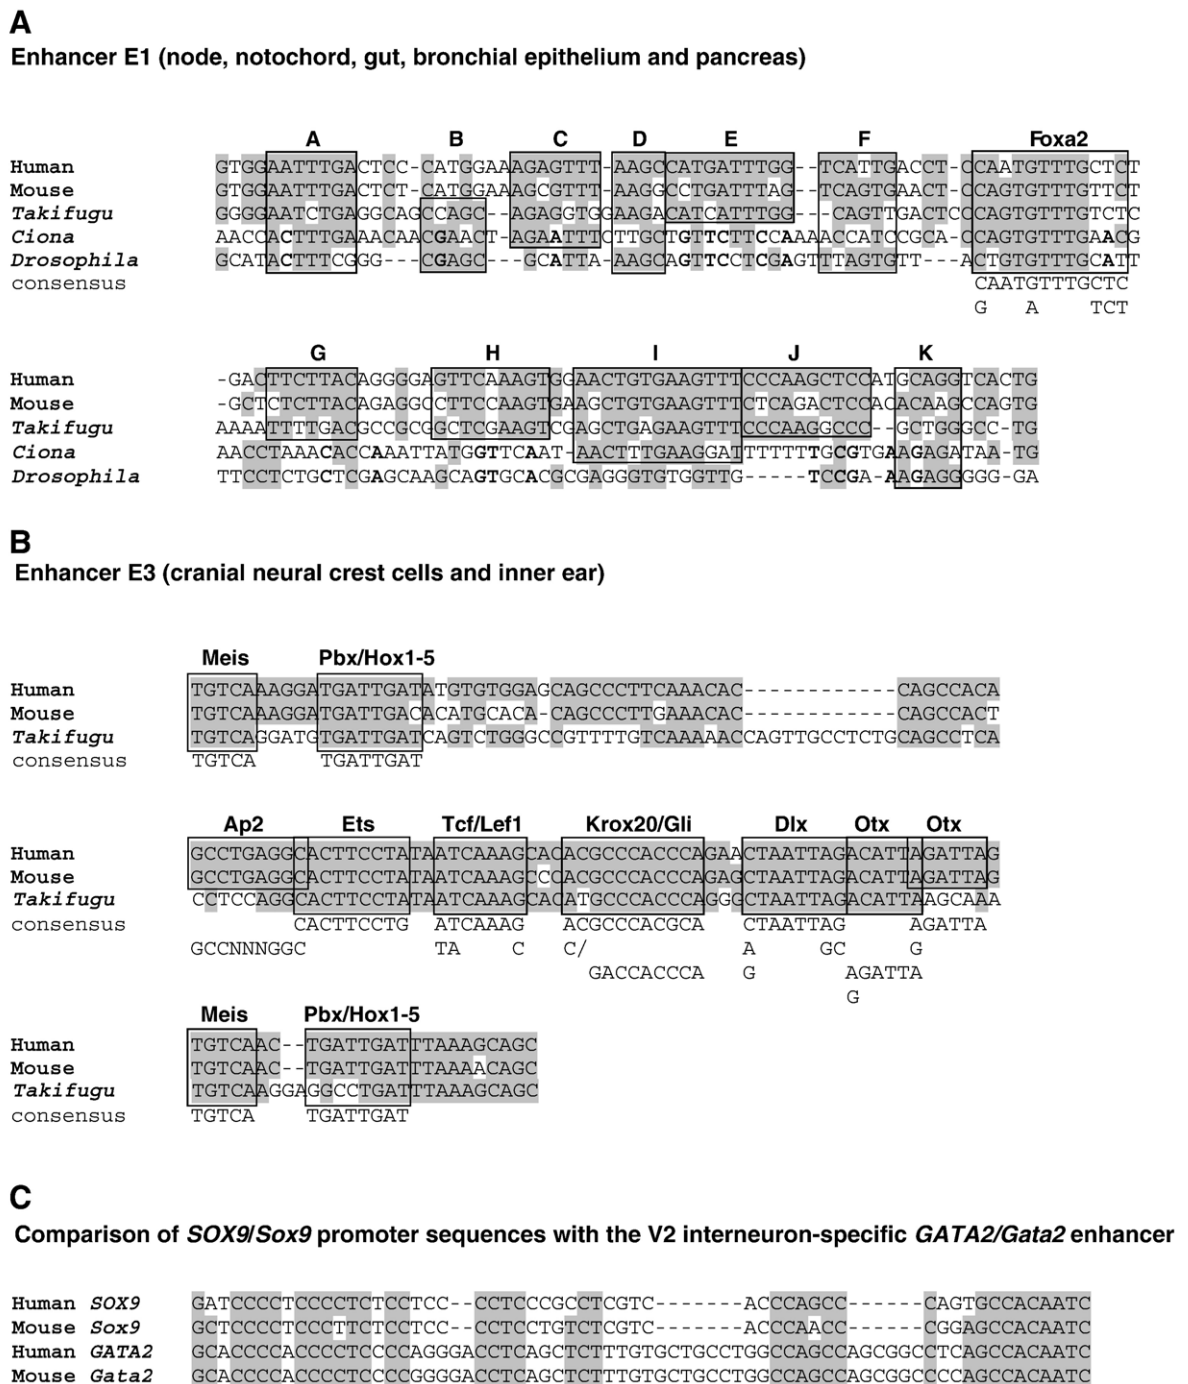 A
Enhancer E1 (node, notochord, gut, bronchial epithelium and pancreas)
A B C D E F Foxa2
Human GTGGAATTTGACTCC-CATGGAAAGAGTTT-AAGCCATGATTTGG--TCATTGACCT-CCAATGTTTGCTCT
Mouse GTGGAATTTGACTCT-CATGGAAAGCGTTT-AAGGCCTGATTTAG--TCAGTGAACT-CCAGTGTTTGTTCT
Takifugu GGGGAATCTGAGGCAGCCAGC--AGAGGTGGAAGACATCATTTGG---CAGTTGACTCCCAGTGTTTGTCTC
Ciona AACCACTTTGAAACAACGAACT-AGAATTTCTTGCTGTTCTTCCAAAACCATCCGCA-CCAGTGTTTGAACG
Drosophila GCATACTTTCGGG---CGAGC---GCATTA-AAGCAGTTCCTCGAGTTTAGTGTT---ACTGTGTTTGCATT
consensus CAATGTTTGCTC
G A TCT
G H I J K
Human -GACTTCTTACAGGGGAGTTCAAAGTGGAACTGTGAAGTTTCCCAAGCTCCATGCAGGTCACTG
Mouse -GCTCTCTTACAGAGGCCTTCCAAGTGAAGCTGTGAAGTTTCTCAGACTCCACACAAGCCAGTG
Takifugu AAAATTTTGACGCCGCGGCTCGAAGTCGAGCTGAGAAGTTTCCCAAGGCCC--GCTGGGCC-TG
Ciona AACCTAAACACCAAATTATGGTTCAAT-AACTTTGAAGGATTTTTTTGCGTGAAGAGATAA-TG
Drosophila TTCCTCTGCTCGAGCAAGCAGTGCACGCGAGGGTGTGGTTG-----TCCGA-AAGAGGGGG-GA
B
Enhancer E3 (cranial neural crest cells and inner ear)
Meis Pbx/Hox1-5
Human TGTCAAAGGATGATTGATATGTGTGGAGCAGCCCTTCAAACAC------------CAGCCACA
Mouse TGTCAAAGGATGATTGACACATGCACA-CAGCCCTTGAAACAC------------CAGCCACT
Takifugu TGTCAGGATGTGATTGATCAGTCTGGGCCGTTTTGTCAAAAACCAGTTGCCTCTGCAGCCTCA
consensus TGTCA TGATTGAT
Ap2 Ets Tcf/Lef1 Krox20/Gli Dlx Otx Otx
Human GCCTGAGGCACTTCCTATAATCAAAGCACACGCCCACCCAGAACTAATTAGACATTAGATTAG
Mouse GCCTGAGGCACTTCCTATAATCAAAGCCCACGCCCACCCAGAGCTAATTAGACATTAGATTAG
Takifugu CCTCCAGGCACTTCCTATAATCAAAGCACATGCCCACCCAGGGCTAATTAGACATTAAGCAAA
consensus CACTTCCTG ATCAAAG ACGCCCACGCA CTAATTAG AGATTA
GCCNNNGGC TA C C/ A GC G
GACCACCCA G AGATTA
G
Meis Pbx/Hox1-5
Human TGTCAAC--TGATTGATTTAAAGCAGC
Mouse TGTCAAC--TGATTGATTTAAAACAGC
Takifugu TGTCAAGGAGGCCTGATTTAAAGCAGC
consensus TGTCA TGATTGAT
C
Comparison of SOX9/Sox9 promoter sequences with the V2 interneuron-specific GATA2/Gata2 enhancer
Human SOX9 GATCCCCTCCCCTCTCCTCC--CCTCCCGCCTCGTC-------ACCCAGCC------CAGTGCCACAATC
Mouse Sox9 GCTCCCCTCCCTTCTCCTCC--CCTCCTGTCTCGTC-------ACCCAACC------CGGAGCCACAATC
Human GATA2 GCACCCCACCCCTCCCCAGGGACCTCAGCTCTTTGTGCTGCCTGGCCAGCCAGCGGCCTCAGCCACAATC
Mouse Gata2 GCACCCCACCCCTCCCCGGGGACCTCAGCTCTTTGTGCTGCCTGGCCAGCCAGCGGCCCCAGCCACAATC